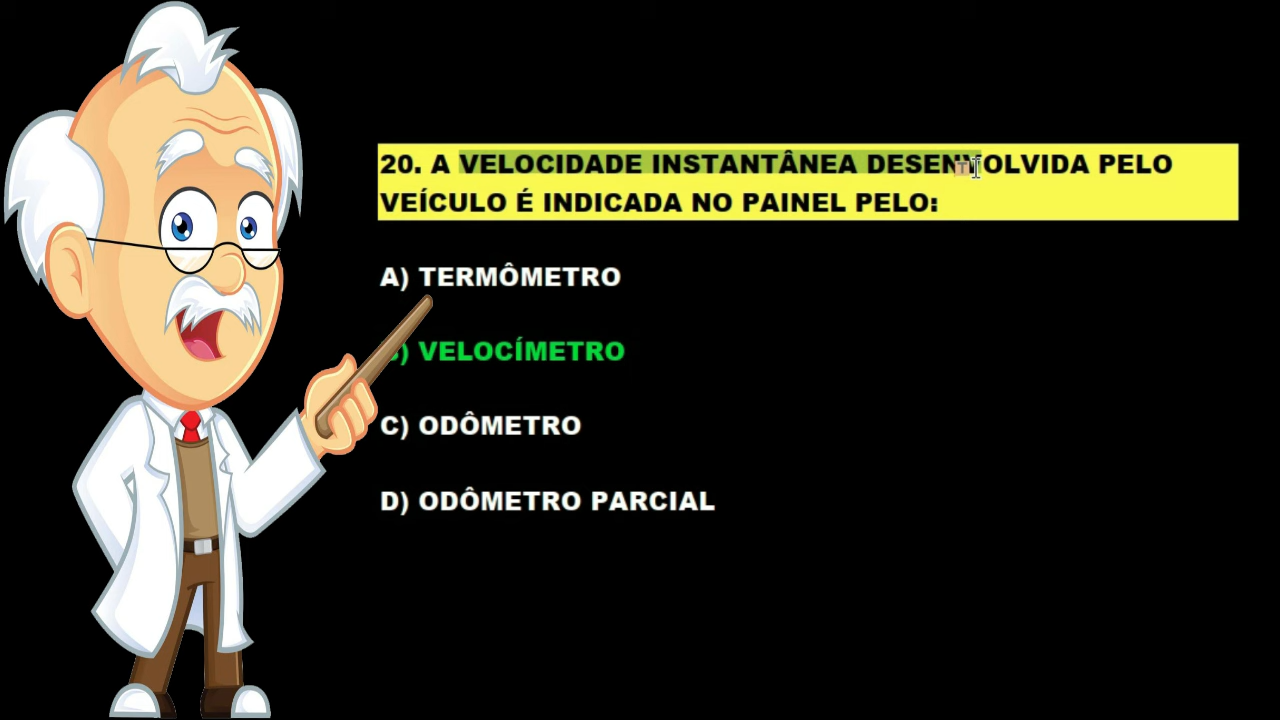 20. A VELOCIDADE INSTANTÂNEA DESENVOLVIDA PELO
VEÍCULO É INDICADA NO PAINEL PELO:
A) TERMÔMETRO
B) VELOCÍMETRO
C) ODÔMETRO
D) ODÔMETRO PARCIAL